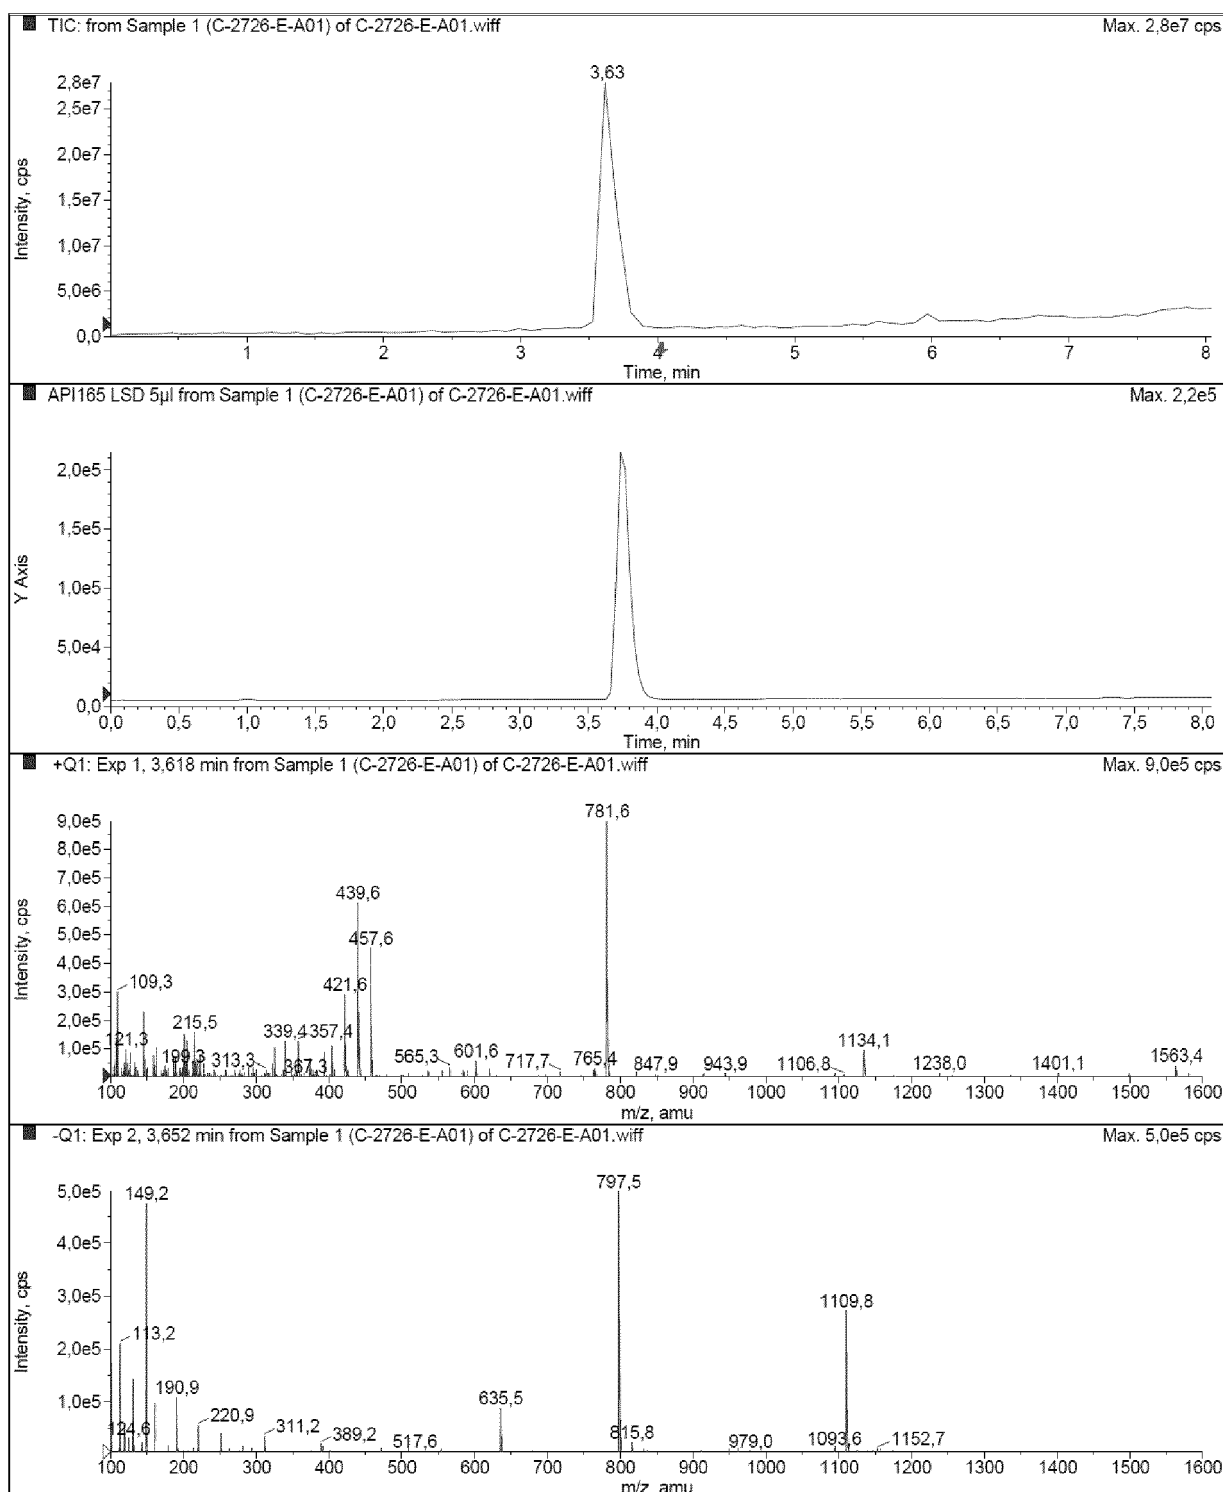 TIC: from Sample 1 (C-2726-E-A01) of C-2726-E-A01.wiff Max. 2,8e7 cps
3,63
2,8e7
2,5e7
2,0e7
1,5e7
1,0e7
5,0e6
0,0
Intensity, cps
1 2 3 4 5 6 7 8
Time, min
API165 LSD 5µl from Sample 1 (C-2726-E-A01) of C-2726-E-A01.wiff Max. 2,2e5
2,0e5
1,5e5
1,0e5
5,0e4
0,0
Y Axis
0,0 0,5 1,0 1,5 2,0 2,5 3,0 3,5 4,0 4,5 5,0 5,5 6,0 6,5 7,0 7,5 8,0
Time, min
+Q1: Exp 1, 3,618 min from Sample 1 (C-2726-E-A01) of C-2726-E-A01.wiff Max. 9,0e5 cps
781,6
9,0e5
8,0e5
7,0e5
6,0e5
5,0e5
4,0e5
3,0e5
2,0e5
1,0e5
Intensity, cps
439,6
457,6
109,3
421,6
215,5
121,3
339,4
357,4
199,3
313,3
367,3
565,3
601,6
717,7
765,4
847,9
943,9
1106,8
1134,1
1238,0
1401,1
1563,4
100 200 300 400 500 600 700 800 900 1000 1100 1200 1300 1400 1500 1600
m/z, amu
-Q1: Exp 2, 3,652 min from Sample 1 (C-2726-E-A01) of C-2726-E-A01.wiff Max. 5,0e5 cps
797,5
149,2
5,0e5
4,0e5
3,0e5
2,0e5
1,0e5
Intensity, cps
1109,8
113,2
190,9
635,5
220,9
124,6
311,2
389,2
517,6
815,8
979,0
1093,6
1152,7
100 200 300 400 500 600 700 800 900 1000 1100 1200 1300 1400 1500 1600
m/z, amu